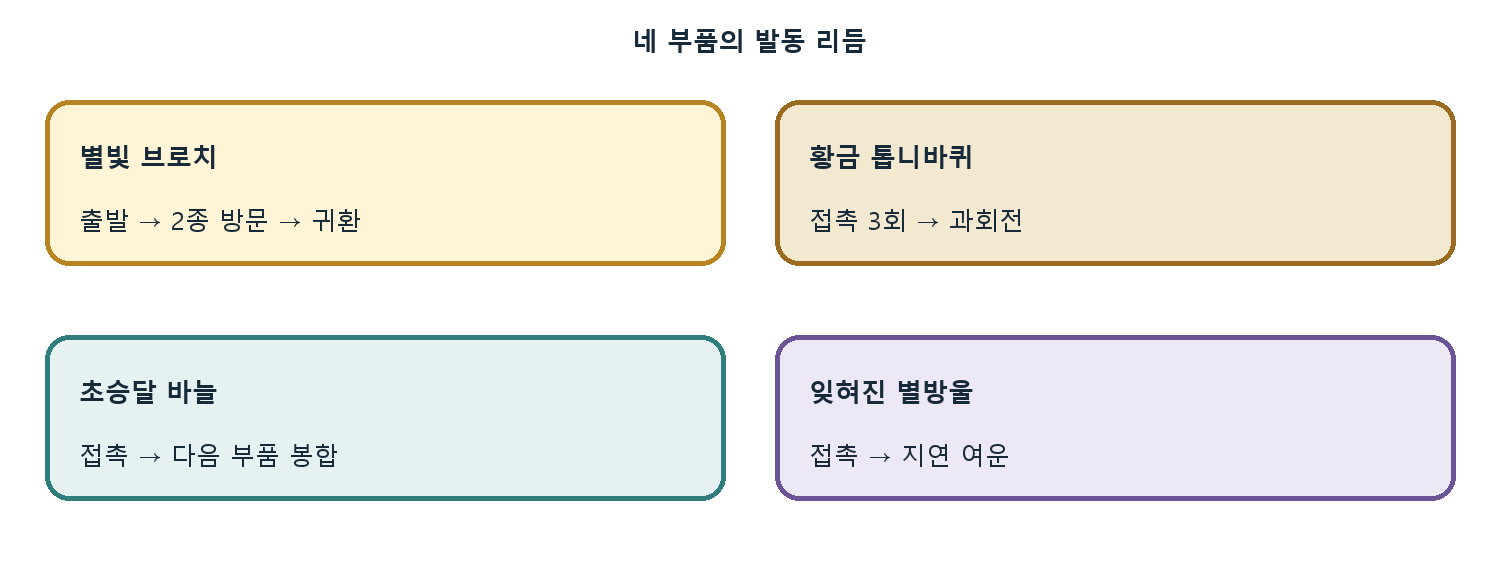 네 부품의 발동 리듬
별빛 브로치
출발 → 2종 방문 → 귀환
황금 톱니바퀴
접촉 3회 → 과회전
초승달 바늘
접촉 → 다음 부품 봉합
잊혀진 별방울
접촉 → 지연 여운